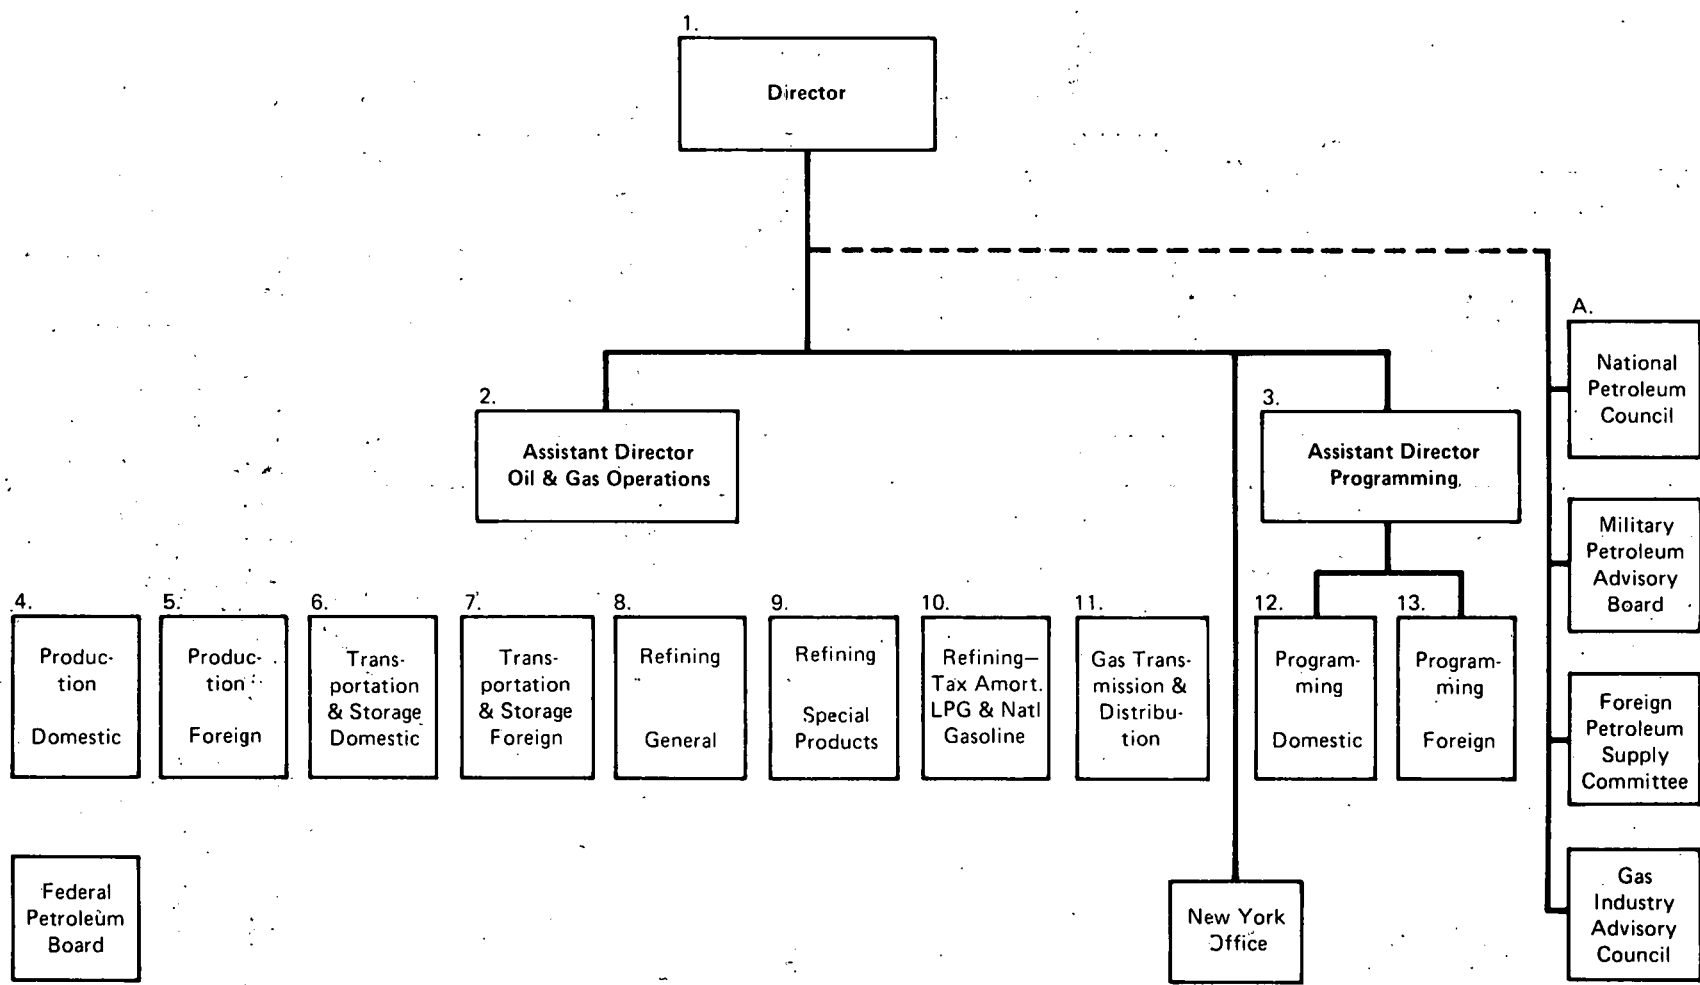 1.
Director
2.
Assistant Director
Oil & Gas Operations
3.
Assistant Director
Programming
A.
National
Petroleum
Council
Military
Petroleum
Advisory
Board
Foreign
Petroleum
Supply
Committee
Gas
Industry
Advisory
Council
4.
Produc-
tion
Domestic
5.
Produc-
tion
Foreign
6.
Trans-
portation
& Storage
Domestic
7.
Trans-
portation
& Storage
Foreign
8.
Refining
General
9.
Refining
Special
Products
10.
Refining—
Tax Amort.
LPG & Natl
Gasoline
11.
Gas Trans-
mission &
Distribu-
tion
12.
Program-
ming
Domestic
13.
Program-
ming
Foreign
Federal
Petroleum
Board
New York
Office